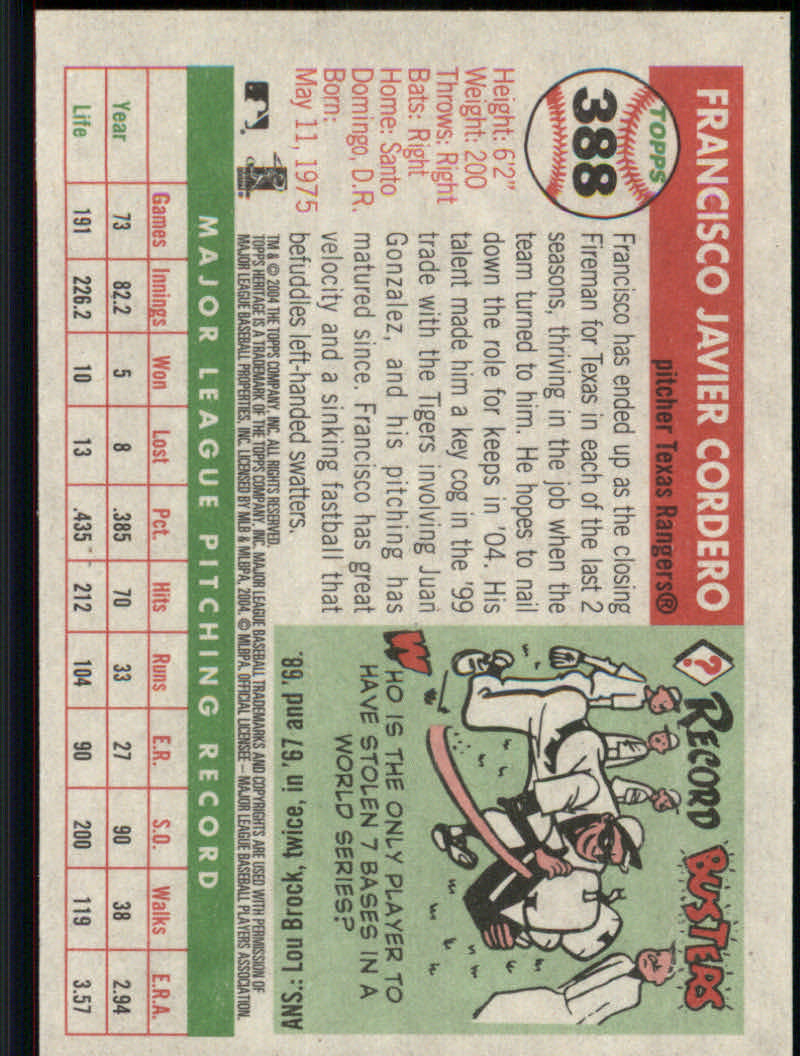 FRANCISCO JAVIER CORDERO
pitcher Texas Rangers®
TOPPS
388
Height: 6'2"
Weight: 200
Throws: Right
Bats: Right
Home: Santo
Domingo, D.R.
Born:
May 11, 1975
Francisco has ended up as the closing
Fireman for Texas in each of the last 2
seasons, thriving in the job when the
team turned to him. He hopes to nail
down the role for keeps in '04. His
talent made him a key cog in the '99
trade with the Tigers involving Juan
Gonzalez, and his pitching has
matured since. Francisco has great
velocity and a sinking fastball that
befuddles left-handed swatters.
?
RECORD BUSTERS
WHO IS THE ONLY PLAYER TO
HAVE STOLEN 7 BASES IN A
WORLD SERIES?
ANS.: Lou Brock, twice, in '67 and '68.
TM & © 2004 THE TOPPS COMPANY, INC. ALL RIGHTS RESERVED.
TOPPS HERITAGE IS A TRADEMARK OF THE TOPPS COMPANY, INC. MAJOR LEAGUE BASEBALL TRADEMARKS AND COPYRIGHTS ARE USED WITH PERMISSION OF
MAJOR LEAGUE BASEBALL PROPERTIES, INC. LICENSED BY MLB & MLBPA, 2004. © MLBPA. OFFICIAL LICENSEE – MAJOR LEAGUE BASEBALL PLAYERS ASSOCIATION.
MAJOR LEAGUE PITCHING RECORD
Games Innings Won Lost Pct. Hits Runs E.R. S.O. Walks E.R.A.
Year 73 82.2 5 8 .385 70 33 27 90 38 2.94
Life 191 226.2 10 13 .435 212 104 90 200 119 3.57